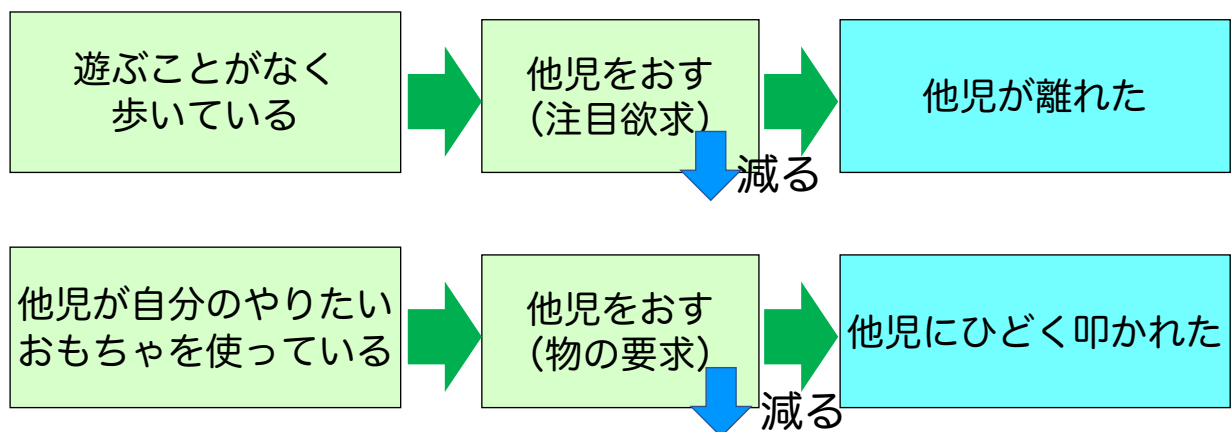 遊ぶことがなく
歩いている
他児をおす
(注目欲求)
減る
他児が離れた
他児が自分のやりたい
おもちゃを使っている
他児をおす
(物の要求)
減る
他児にひどく叩かれた